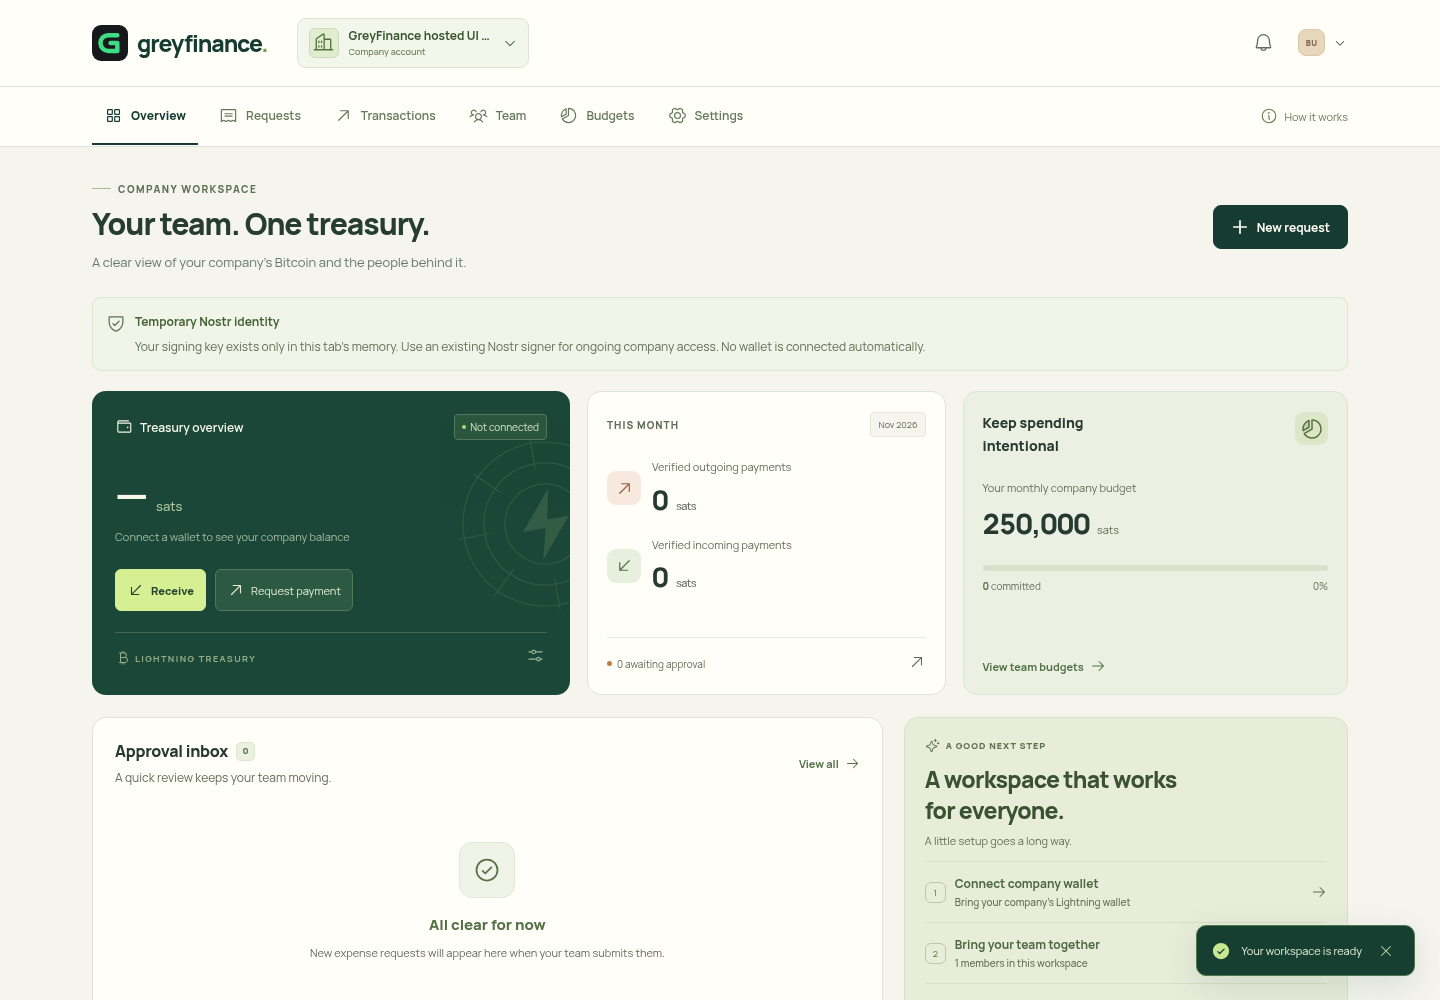 greyfinance.
GreyFinance hosted UI ...
Company account
BU
Overview
Requests
Transactions
Team
Budgets
Settings
How it works
COMPANY WORKSPACE
Your team. One treasury.
A clear view of your company's Bitcoin and the people behind it.
New request
Temporary Nostr identity
Your signing key exists only in this tab's memory. Use an existing Nostr signer for ongoing company access. No wallet is connected automatically.
Treasury overview
Not connected
— sats
Connect a wallet to see your company balance
Receive
Request payment
LIGHTNING TREASURY
THIS MONTH
Nov 2026
Verified outgoing payments
0 sats
Verified incoming payments
0 sats
0 awaiting approval
Keep spending
intentional
Your monthly company budget
250,000 sats
0 committed
0%
View team budgets
Approval inbox 0
A quick review keeps your team moving.
View all
All clear for now
New expense requests will appear here when your team submits them.
A GOOD NEXT STEP
A workspace that works
for everyone.
A little setup goes a long way.
1
Connect company wallet
Bring your company's Lightning wallet
2
Bring your team together
1 members in this workspace
Your workspace is ready